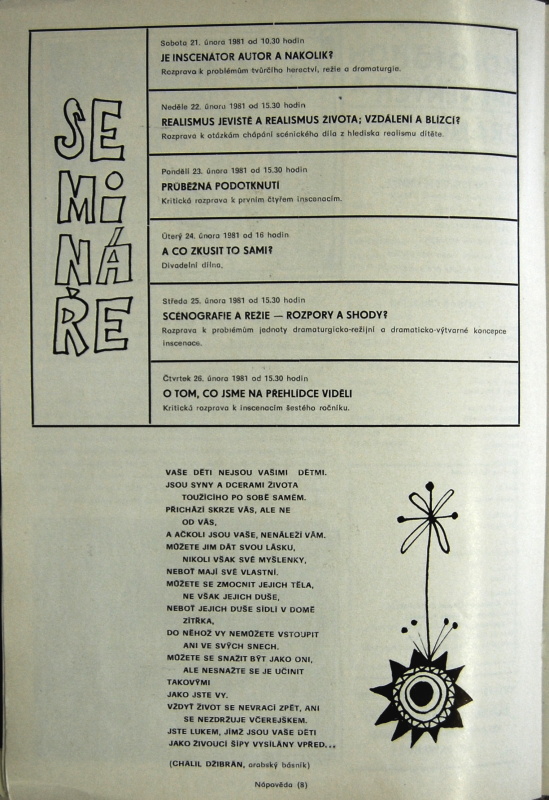 SE
MI
NÁ
ŘE
Sobota 21. února 1981 od 10.30 hodin
JE INSCENÁTOR AUTOR A NAKOLIK?
Rozprava k problémům tvůrčího herectví, režie a dramaturgie.
Neděle 22. února 1981 od 15.30 hodin
REALISMUS JEVIŠTĚ A REALISMUS ŽIVOTA; VZDÁLENÍ A BLÍZCÍ?
Rozprava k otázkám chápání scénického díla z hlediska realismu dítěte.
Pondělí 23. února 1981 od 15.30 hodin
PRŮBĚŽNÁ PODOTKNUTÍ
Kritická rozprava k prvním čtyřem inscenacím.
Úterý 24. února 1981 od 16 hodin
A CO ZKUSIT TO SAMI?
Divadelní dílna.
Středa 25. února 1981 od 15.30 hodin
SCÉNOGRAFIE A REŽIE — ROZPORY A SHODY?
Rozprava k problémům jednoty dramaturgicko-režijní a dramaticko-výtvarné koncepce
inscenace.
Čtvrtek 26. února 1981 od 15.30 hodin
O TOM, CO JSME NA PŘEHLÍDCE VIDĚLI
Kritická rozprava k inscenacím šestého ročníku.
VAŠE DĚTI NEJSOU VAŠIMI DĚTMI.
JSOU SYNY A DCERAMI ŽIVOTA
TOUŽÍCÍHO PO SOBĚ SAMÉM.
PŘICHÁZÍ SKRZE VÁS, ALE NE
OD VÁS,
A AČKOLI JSOU VAŠE, NENÁLEŽÍ VÁM.
MŮŽETE JIM DÁT SVOU LÁSKU,
NIKOLI VŠAK SVÉ MYŠLENKY,
NEBOŤ MAJÍ SVÉ VLASTNÍ.
MŮŽETE SE ZMOCNIT JEJICH TĚLA,
NE VŠAK JEJICH DUŠE,
NEBOŤ JEJICH DUŠE SÍDLÍ V DOMĚ
ZÍTŘKA,
DO NĚHOŽ VY NEMŮŽETE VSTOUPIT
ANI VE SVÝCH SNECH.
MŮŽETE SE SNAŽIT BÝT JAKO ONI,
ALE NESNAŽTE SE JE UČINIT
TAKOVÝMI
JAKO JSTE VY.
VŽDYŤ ŽIVOT SE NEVRACÍ ZPĚT, ANI
SE NEZDRŽUJE VČEREJŠKEM.
JSTE LUKEM, JÍMŽ JSOU VAŠE DĚTI
JAKO ŽIVOUCÍ ŠÍPY VYSÍLÁNY VPŘED...
(CHALIL DŽIBRÁN, arabský básník)
Nápověda (8)